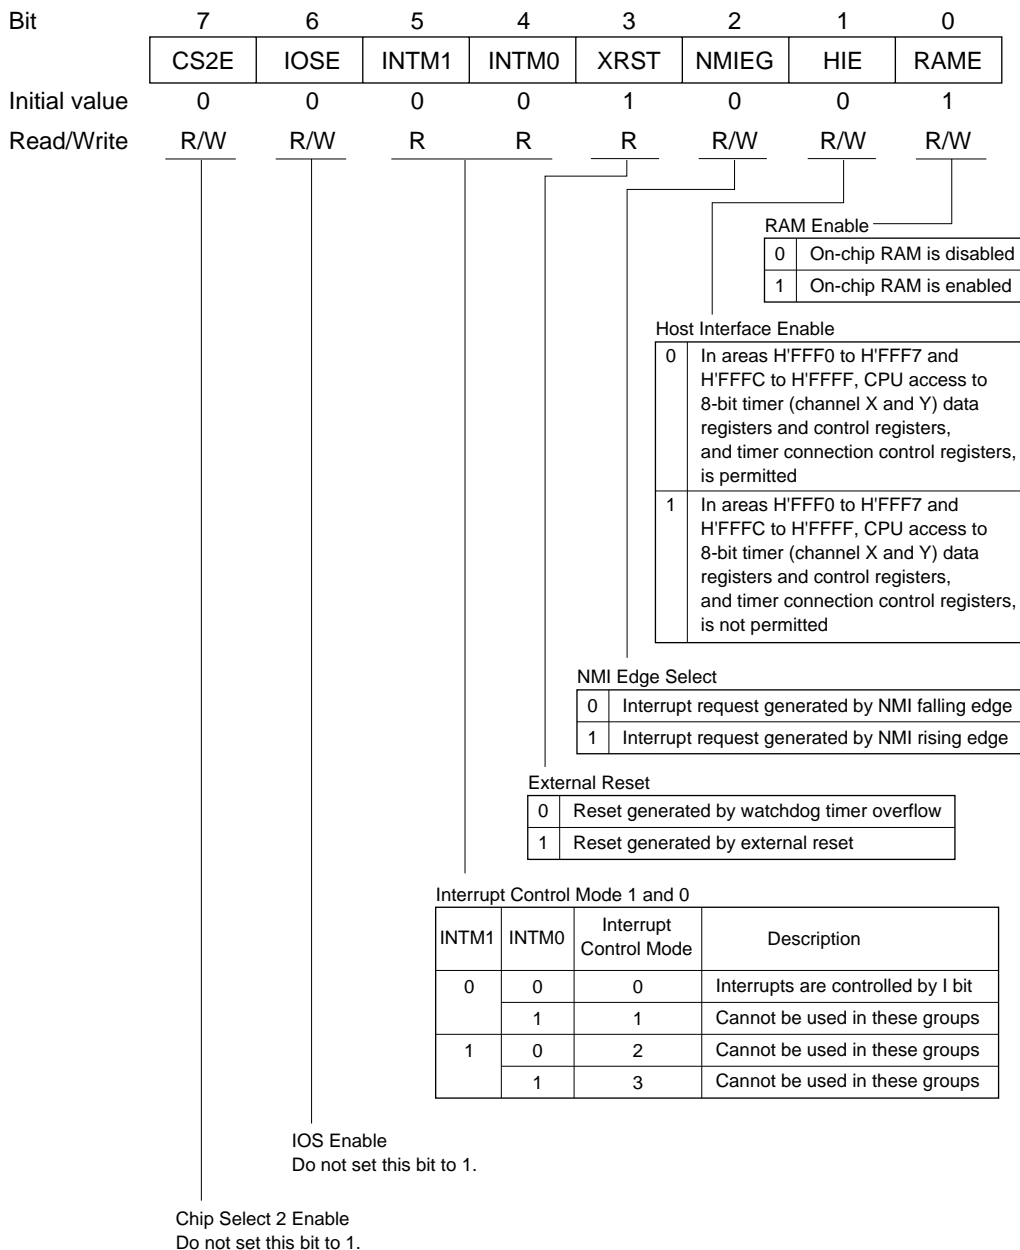 Bit 7 6 5 4 3 2 1 0
CS2E IOSE INTM1 INTM0 XRST NMIEG HIE RAME
Initial value 0 0 0 0 1 0 0 1
Read/Write R/W R/W R R R R/W R/W R/W
RAM Enable
0 On-chip RAM is disabled
1 On-chip RAM is enabled
Host Interface Enable
0 In areas H'FFF0 to H'FFF7 and
H'FFFC to H'FFFF, CPU access to
8-bit timer (channel X and Y) data
registers and control registers,
and timer connection control registers,
is permitted
1 In areas H'FFF0 to H'FFF7 and
H'FFFC to H'FFFF, CPU access to
8-bit timer (channel X and Y) data
registers and control registers,
and timer connection control registers,
is not permitted
NMI Edge Select
0 Interrupt request generated by NMI falling edge
1 Interrupt request generated by NMI rising edge
External Reset
0 Reset generated by watchdog timer overflow
1 Reset generated by external reset
Interrupt Control Mode 1 and 0
INTM1 INTM0 Interrupt
Control Mode Description
0 0 0 Interrupts are controlled by I bit
1 1 Cannot be used in these groups
1 0 2 Cannot be used in these groups
1 3 Cannot be used in these groups
IOS Enable
Do not set this bit to 1.
Chip Select 2 Enable
Do not set this bit to 1.